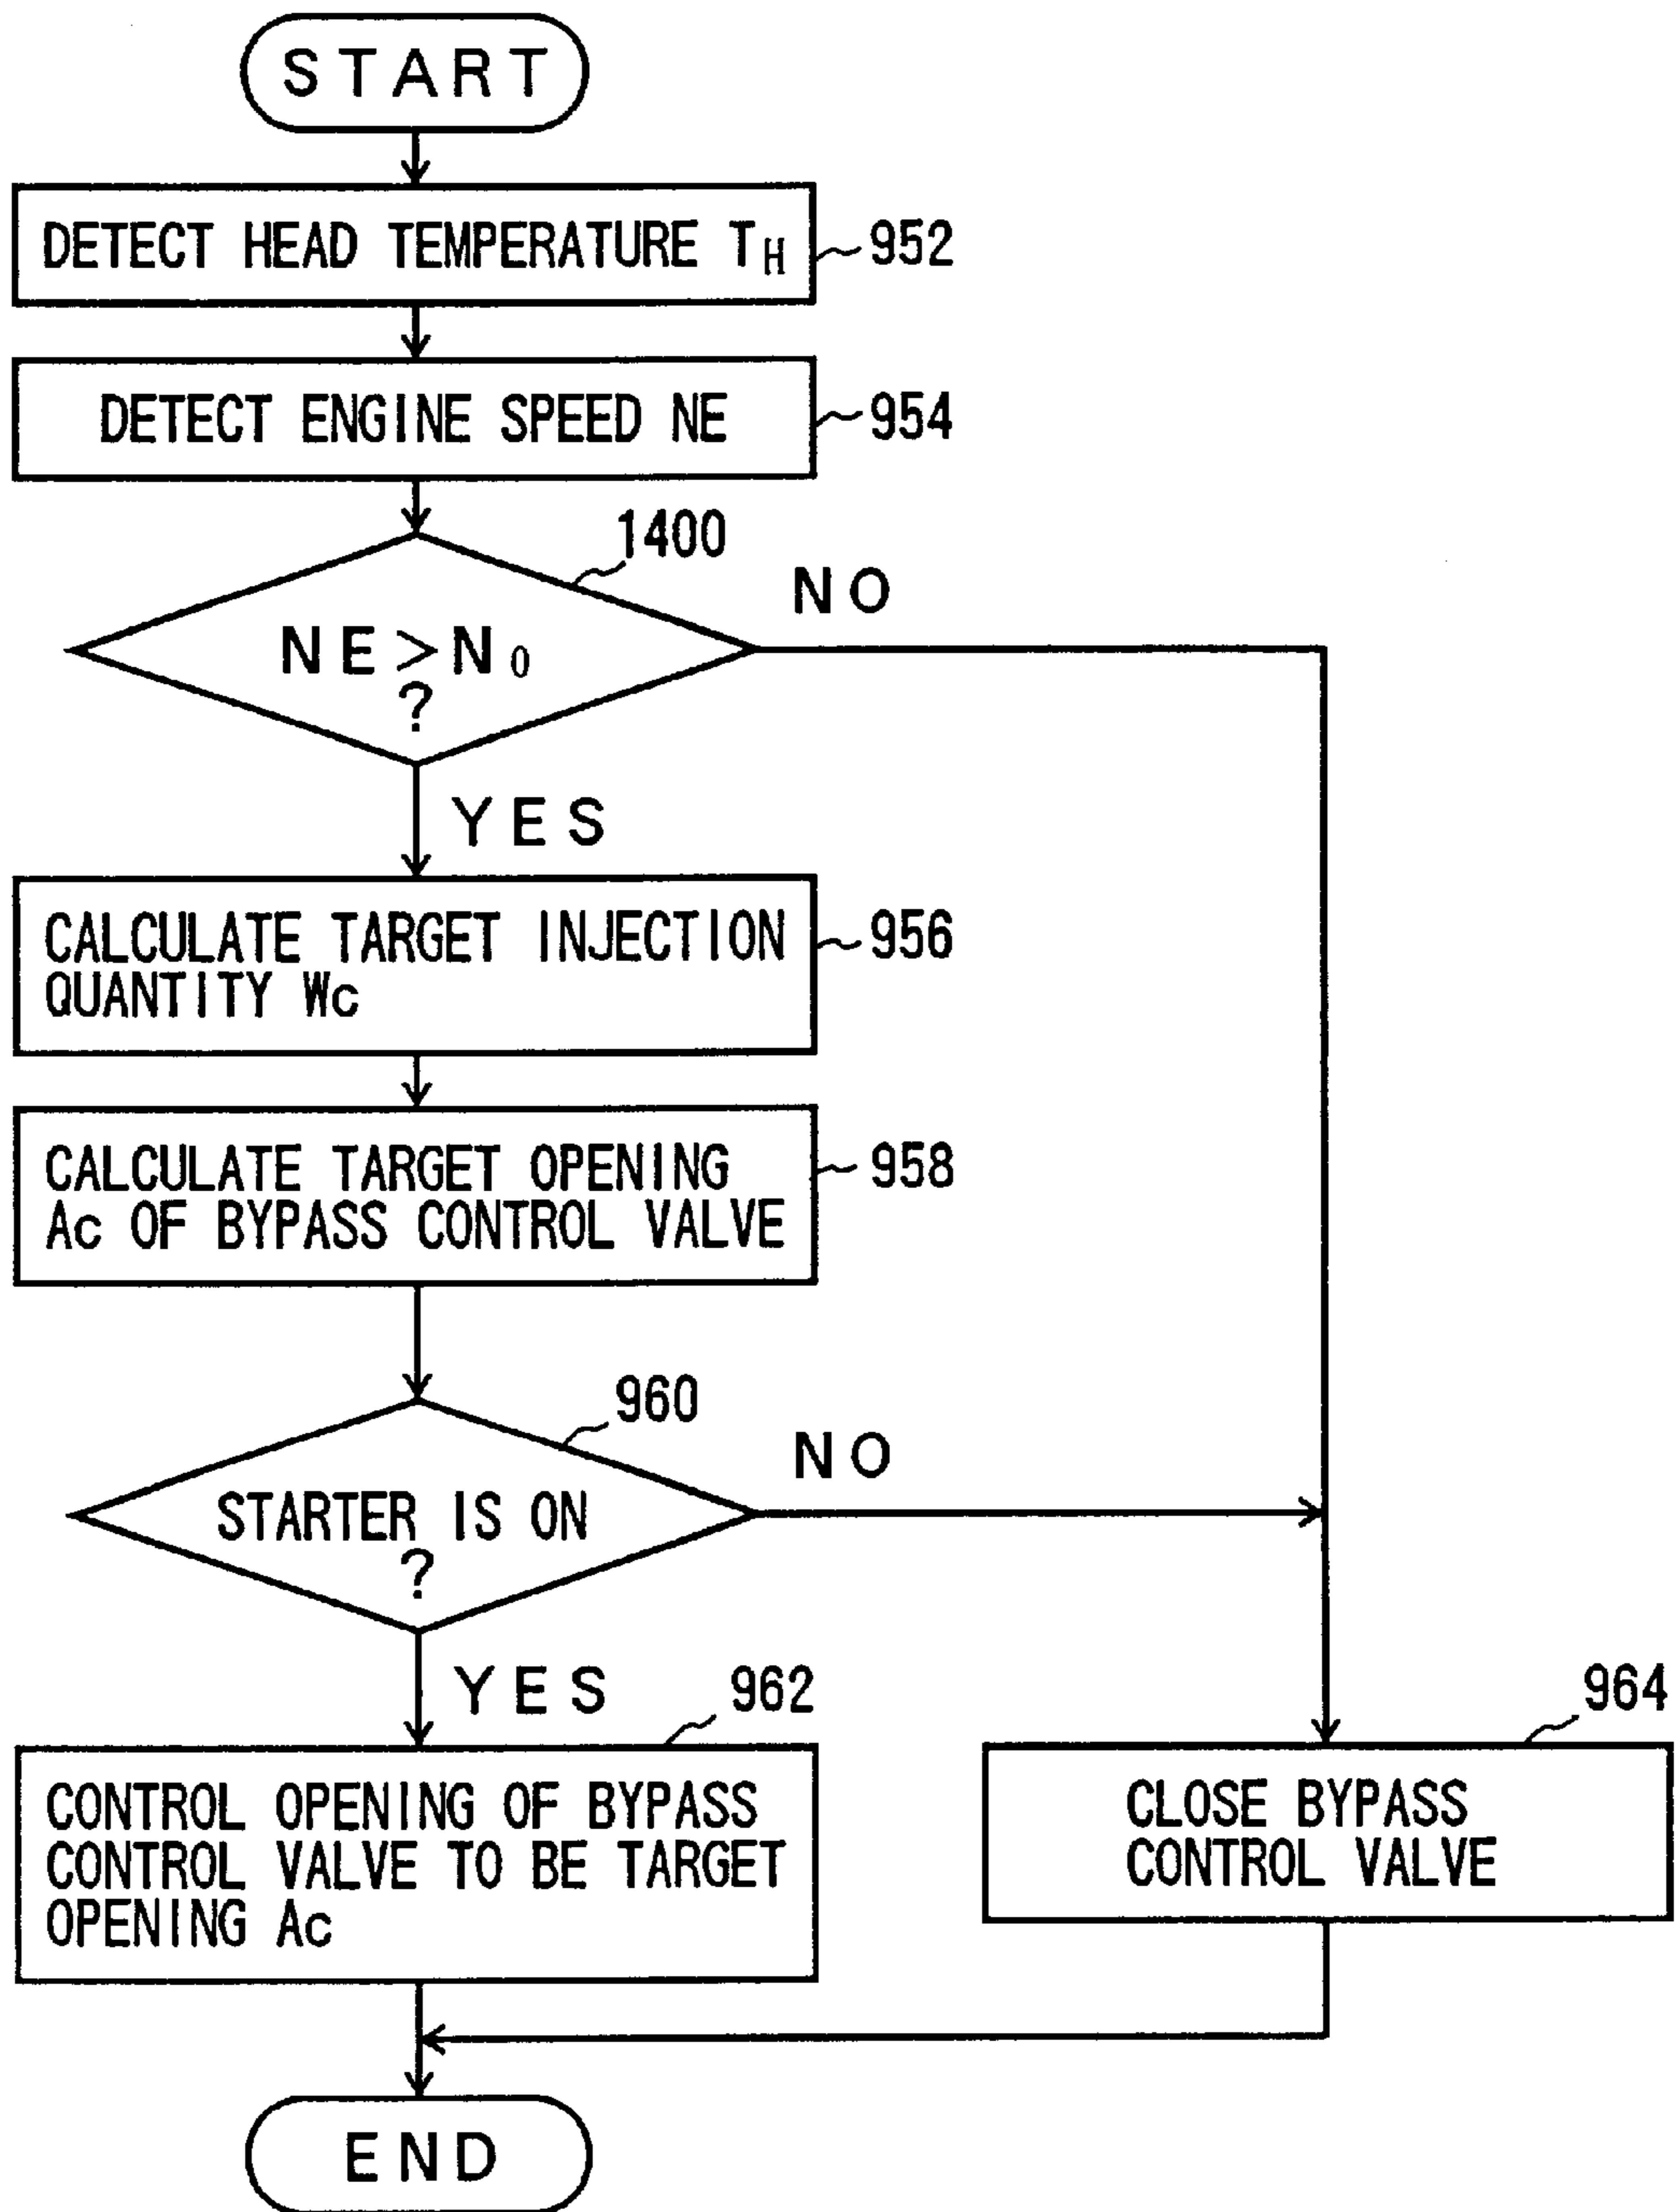 START
DETECT HEAD TEMPERATURE TH
952
DETECT ENGINE SPEED NE
954
1400
NE>N0
?
NO
YES
CALCULATE TARGET INJECTION
QUANTITY Wc
956
CALCULATE TARGET OPENING
Ac OF BYPASS CONTROL VALVE
958
960
STARTER IS ON
?
NO
YES
962
CONTROL OPENING OF BYPASS
CONTROL VALVE TO BE TARGET
OPENING Ac
964
CLOSE BYPASS
CONTROL VALVE
END